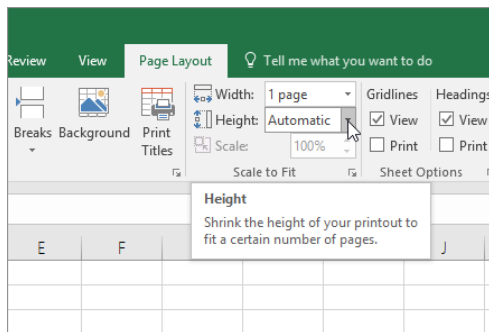 Review View Page Layout Tell me what you want to do
Width: 1 page Gridlines Headings
Height: Automatic View View
Breaks Background Print Titles Scale: 100% Print Print
Scale to Fit Sheet Options
Height
Shrink the height of your printout to
fit a certain number of pages.
E F J